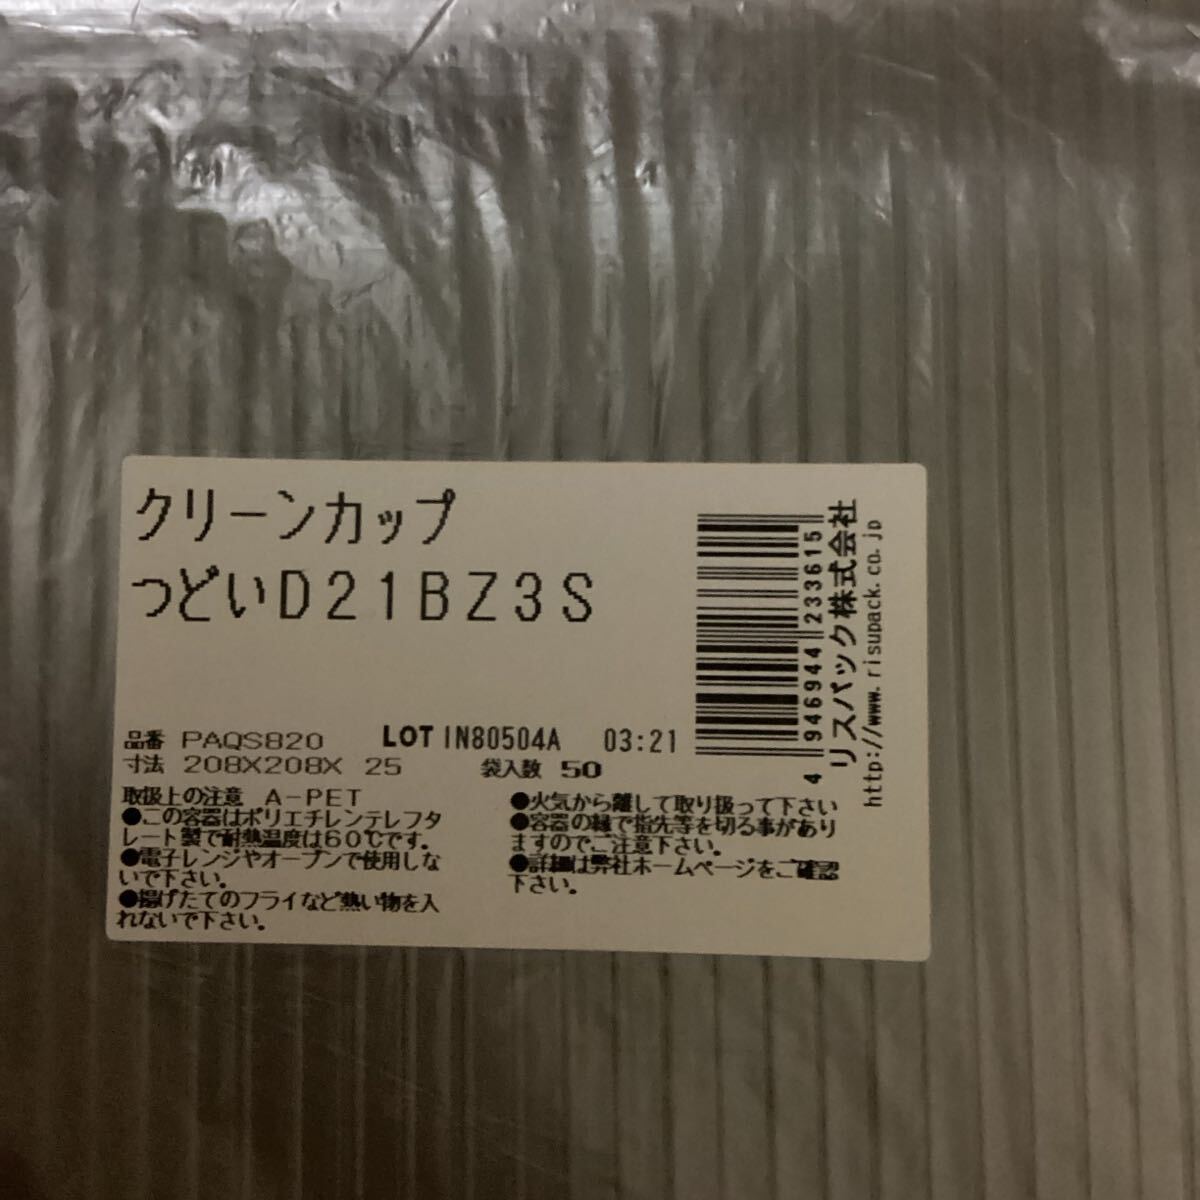 クリーンカップ
つどいD21BZ3S
品番 PAQS820 LOT IN80504A 03:21
寸法 208X208X 25 袋入数 50
取扱上の注意 A-PET
●この容器はポリエチレンテレフタ
レート製で耐熱温度は60℃です。
●電子レンジやオーブンで使用しな
いで下さい。
●揚げたてのフライなど熱い物を入
れないで下さい。
●火気から離して取り扱って下さい
●容器の縁で指先等を切る事があり
ますのでご注意下さい。
●詳細は弊社ホームページをご確認
下さい。
4 946944 233615
リスパック株式会社
http://www.risupack.co.jp